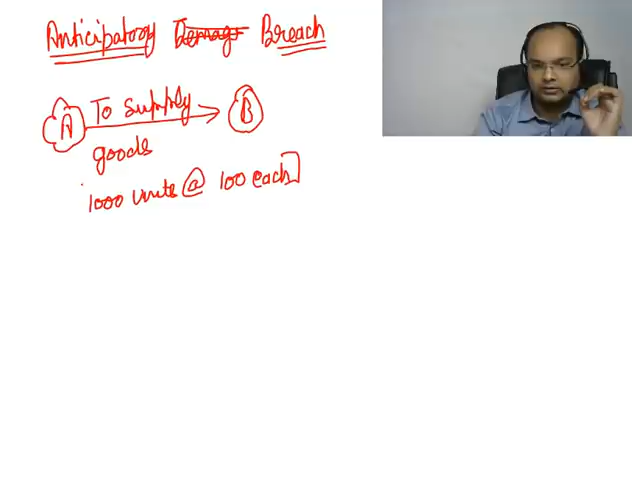 Anticipatory Damage Breach
A To supply B
goods
1000 units @ 100 each